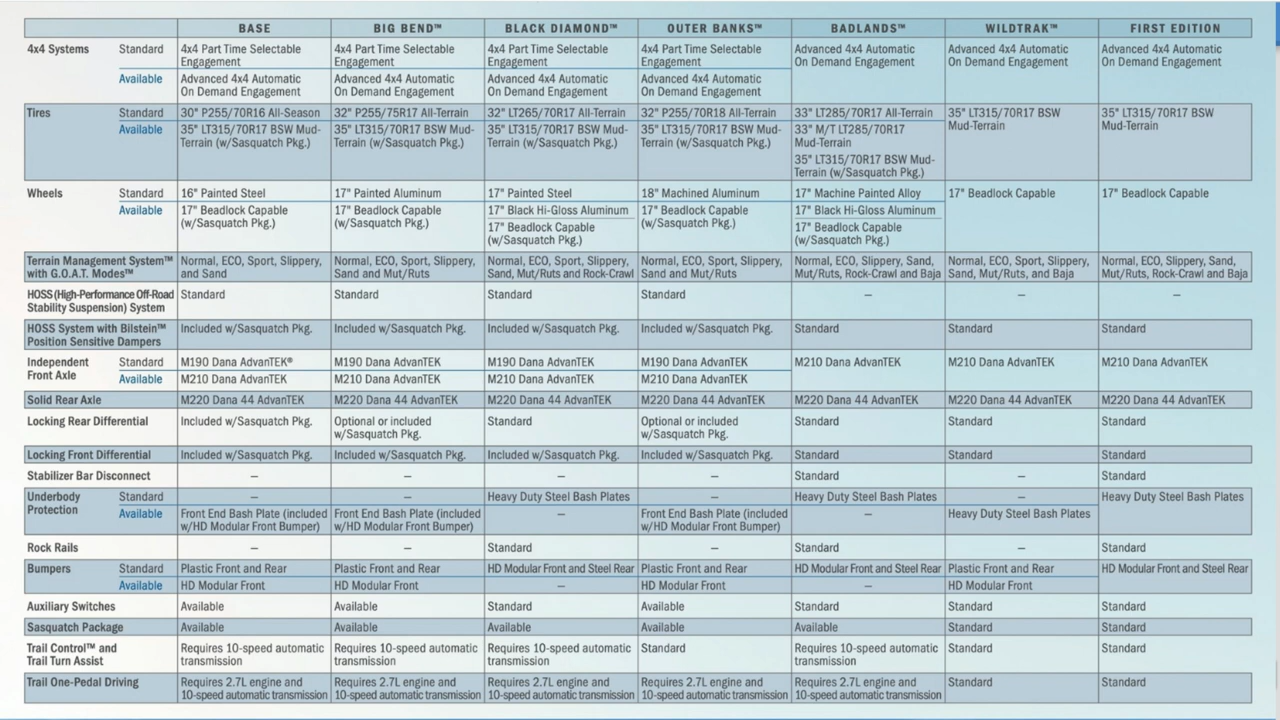 BASE BIG BEND™ BLACK DIAMOND™ OUTER BANKS™ BADLANDS™ WILDTRAK™ FIRST EDITION
4x4 Systems Standard 4x4 Part Time Selectable 4x4 Part Time Selectable 4x4 Part Time Selectable 4x4 Part Time Selectable Advanced 4x4 Automatic Advanced 4x4 Automatic Advanced 4x4 Automatic
Engagement Engagement Engagement Engagement On Demand Engagement On Demand Engagement On Demand Engagement
Available Advanced 4x4 Automatic Advanced 4x4 Automatic Advanced 4x4 Automatic Advanced 4x4 Automatic
On Demand Engagement On Demand Engagement On Demand Engagement On Demand Engagement
Tires Standard 30" P255/70R16 All-Season 32" P255/75R17 All-Terrain 32" LT265/70R17 All-Terrain 32" P255/70R18 All-Terrain 33" LT285/70R17 All-Terrain 35" LT315/70R17 BSW 35" LT315/70R17 BSW
Mud-Terrain Mud-Terrain
Available 35" LT315/70R17 BSW Mud- 35" LT315/70R17 BSW Mud- 35" LT315/70R17 BSW Mud- 35" LT315/70R17 BSW Mud- 33" M/T LT285/70R17
Terrain (w/Sasquatch Pkg.) Terrain (w/Sasquatch Pkg.) Terrain (w/Sasquatch Pkg.) Terrain (w/Sasquatch Pkg.) Mud-Terrain
35" LT315/70R17 BSW Mud-
Terrain (w/Sasquatch Pkg.)
Wheels Standard 16" Painted Steel 17" Painted Aluminum 17" Painted Steel 18" Machined Aluminum 17" Machine Painted Alloy 17" Beadlock Capable 17" Beadlock Capable
Available 17" Beadlock Capable 17" Beadlock Capable 17" Black Hi-Gloss Aluminum 17" Beadlock Capable 17" Black Hi-Gloss Aluminum
(w/Sasquatch Pkg.) (w/Sasquatch Pkg.) 17" Beadlock Capable (w/Sasquatch Pkg.) 17" Beadlock Capable
(w/Sasquatch Pkg.) (w/Sasquatch Pkg.)
Terrain Management System™ Normal, ECO, Sport, Slippery, Normal, ECO, Sport, Slippery, Normal, ECO, Sport, Slippery, Normal, ECO, Sport, Slippery, Normal, ECO, Slippery, Sand, Normal, ECO, Sport, Slippery, Normal, ECO, Slippery, Sand,
with G.O.A.T. Modes™ and Sand Sand and Mut/Ruts Sand, Mut/Ruts and Rock-Crawl Sand and Mut/Ruts Mut/Ruts, Rock-Crawl and Baja Sand, Mut/Ruts, and Baja Mut/Ruts, Rock-Crawl and Baja
HOSS (High-Performance Off-Road Standard Standard Standard Standard – – –
Stability Suspension) System
HOSS System with Bilstein™ Included w/Sasquatch Pkg. Included w/Sasquatch Pkg. Included w/Sasquatch Pkg. Included w/Sasquatch Pkg. Standard Standard Standard
Position Sensitive Dampers
Independent Standard M190 Dana AdvanTEK® M190 Dana AdvanTEK M190 Dana AdvanTEK M190 Dana AdvanTEK M210 Dana AdvanTEK M210 Dana AdvanTEK M210 Dana AdvanTEK
Front Axle Available M210 Dana AdvanTEK M210 Dana AdvanTEK M210 Dana AdvanTEK M210 Dana AdvanTEK
Solid Rear Axle M220 Dana 44 AdvanTEK M220 Dana 44 AdvanTEK M220 Dana 44 AdvanTEK M220 Dana 44 AdvanTEK M220 Dana 44 AdvanTEK M220 Dana 44 AdvanTEK M220 Dana 44 AdvanTEK
Locking Rear Differential Included w/Sasquatch Pkg. Optional or included Standard Optional or included Standard Standard Standard
w/Sasquatch Pkg. w/Sasquatch Pkg.
Locking Front Differential Included w/Sasquatch Pkg. Included w/Sasquatch Pkg. Included w/Sasquatch Pkg. Included w/Sasquatch Pkg. Standard Standard Standard
Stabilizer Bar Disconnect – – – – Standard – Standard
Underbody Standard – – Heavy Duty Steel Bash Plates – Heavy Duty Steel Bash Plates – Heavy Duty Steel Bash Plates
Protection Available Front End Bash Plate (included Front End Bash Plate (included – Front End Bash Plate (included – Heavy Duty Steel Bash Plates
w/HD Modular Front Bumper) w/HD Modular Front Bumper) w/HD Modular Front Bumper)
Rock Rails – – Standard – Standard – Standard
Bumpers Standard Plastic Front and Rear Plastic Front and Rear HD Modular Front and Steel Rear Plastic Front and Rear HD Modular Front and Steel Rear Plastic Front and Rear HD Modular Front and Steel Rear
Available HD Modular Front HD Modular Front – HD Modular Front – HD Modular Front
Auxiliary Switches Available Available Standard Available Standard Standard Standard
Sasquatch Package Available Available Available Available Available Standard Standard
Trail Control™ and Requires 10-speed automatic Requires 10-speed automatic Requires 10-speed automatic Standard Requires 10-speed automatic Standard Standard
Trail Turn Assist transmission transmission transmission transmission
Trail One-Pedal Driving Requires 2.7L engine and Requires 2.7L engine and Requires 2.7L engine and Requires 2.7L engine and Requires 2.7L engine and Standard Standard
10-speed automatic transmission 10-speed automatic transmission 10-speed automatic transmission 10-speed automatic transmission 10-speed automatic transmission